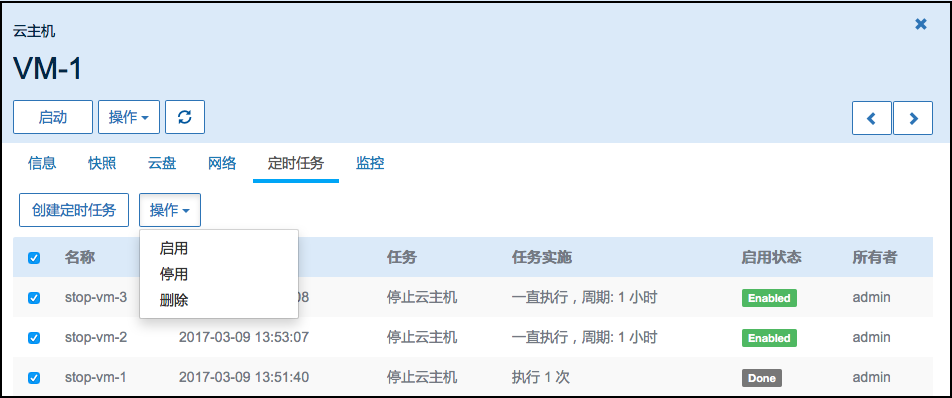 云主机
VM-1
启动 操作
信息 快照 云盘 网络 定时任务 监控
创建定时任务 操作
启用
停用
删除
名称 任务 任务实施 启用状态 所有者
stop-vm-3 08 停止云主机 一直执行，周期: 1 小时 Enabled admin
stop-vm-2 2017-03-09 13:53:07 停止云主机 一直执行，周期: 1 小时 Enabled admin
stop-vm-1 2017-03-09 13:51:40 停止云主机 执行 1 次 Done admin